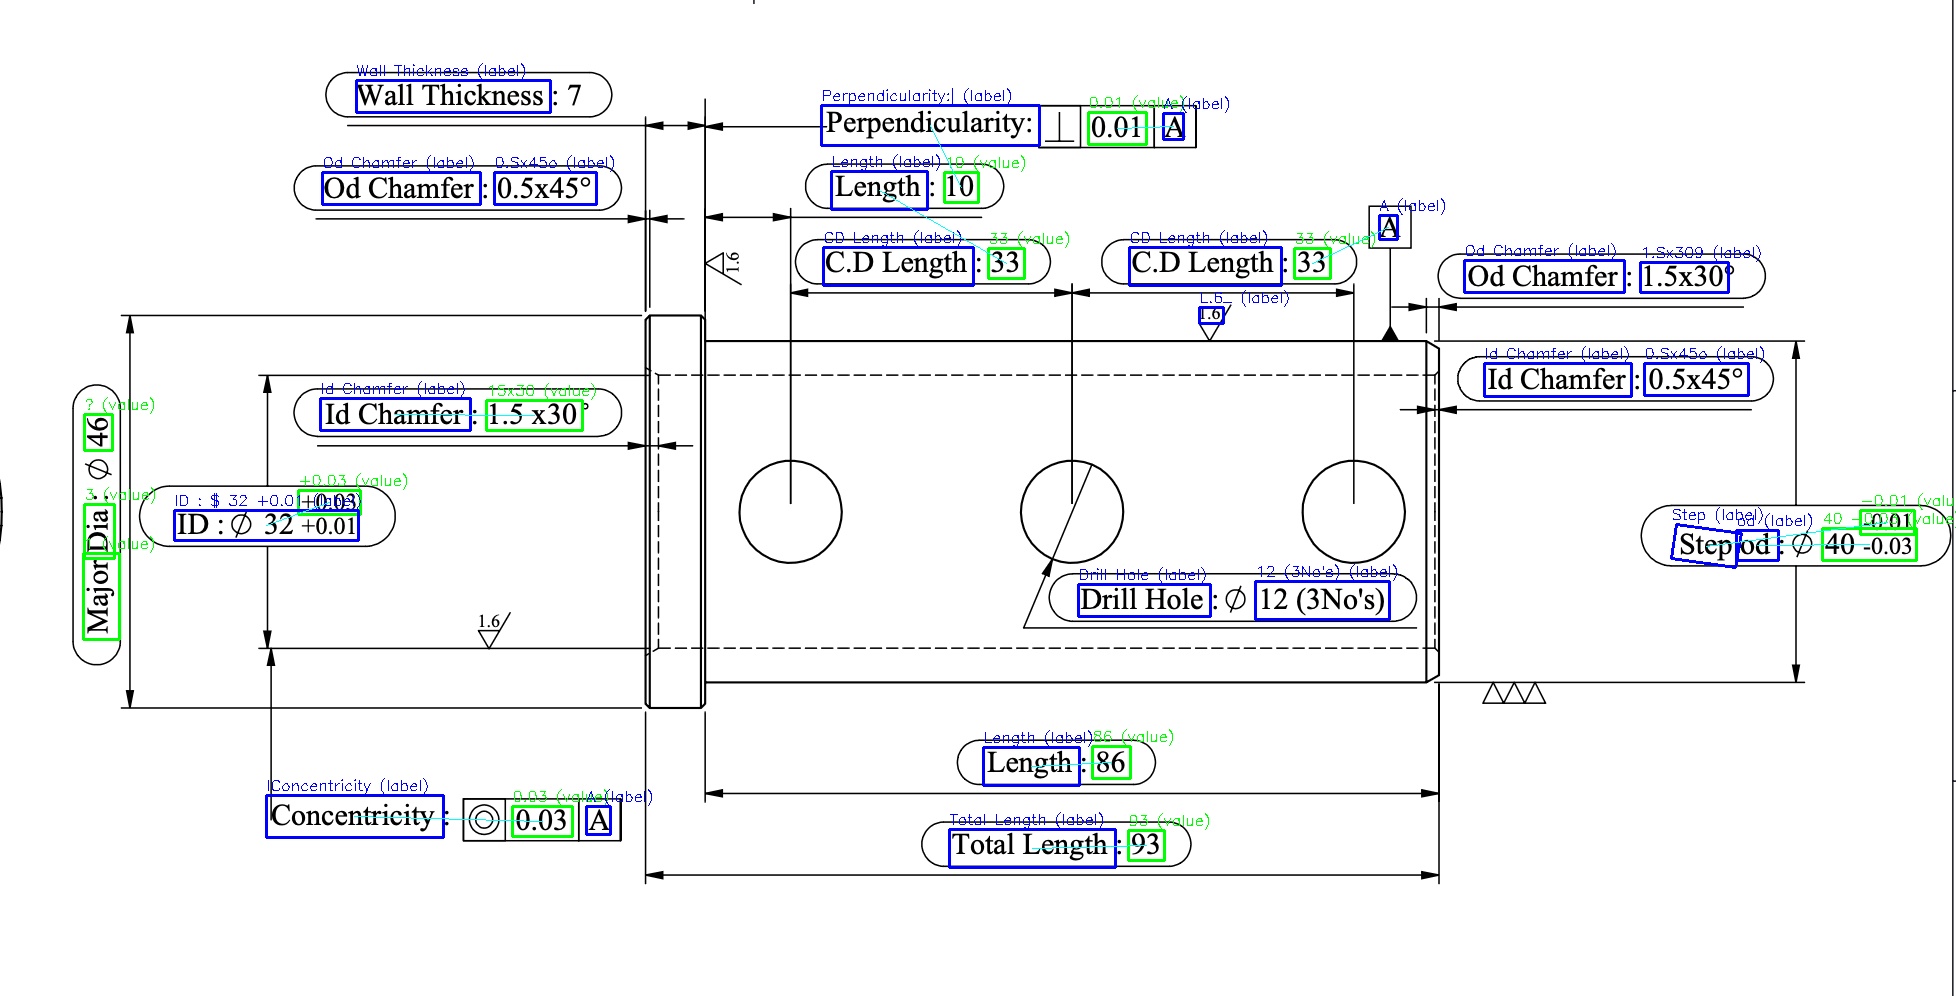 Wall Thickness (label)
Wall Thickness : 7
Perpendicularity:| (label) 0.01 (value) A (label)
Perpendicularity: ⊥ 0.01 A
Od Chamfer (label) 0.Sx45o (label)
Od Chamfer : 0.5x45°
Length (label) 10 (value)
Length : 10
A (label)
A
CD Length (label) 33 (value)
C.D Length : 33
CD Length (label) 33 (value)
C.D Length : 33
Od Chamfer (label) 1.Sx309 (label)
Od Chamfer : 1.5x30°
1.6
L.6_ (label)
1.6
Id Chamfer (label) 0.Sx45o (label)
Id Chamfer : 0.5x45°
Id Chamfer (label) 15x30 (value)
Id Chamfer : 1.5 x30°
? (value)
3 (value)
(value)
Major Dia : ∅ 46
+0.03 (value)
ID : $ 32 +0.01 (label)
+0.03
ID : ∅ 32 +0.01
-0.01 (valu
Step (label) od (label) 40 -0.03 (value)
-0.01
Step od : ∅ 40 -0.03
Drill Hole (label) 12 (3No's) (label)
Drill Hole : ∅ 12 (3No's)
1.6
Length (label) 86 (value)
Length : 86
IConcentricity (label) 0.03 (value) A (label)
Concentricity : ◎ 0.03 A
Total Length (label) 93 (value)
Total Length : 93